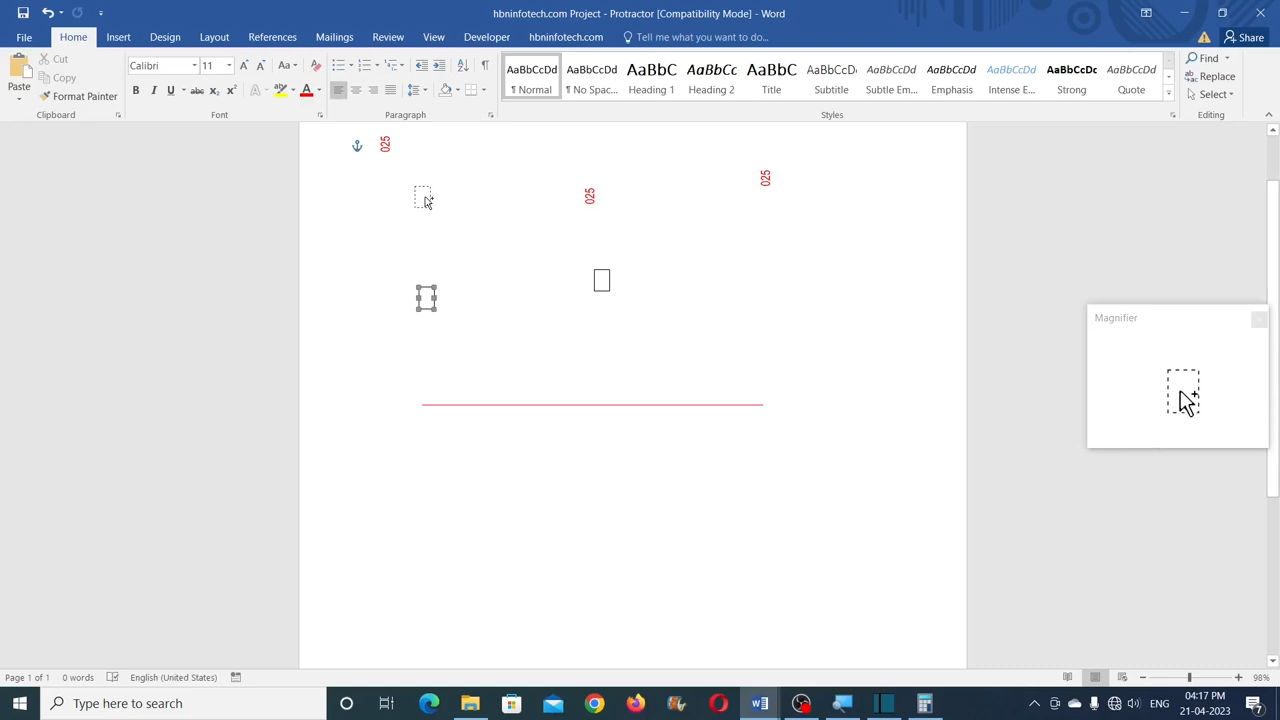 hbninfotech.com Project - Protractor [Compatibility Mode] - Word
File Home Insert Design Layout References Mailings Review View Developer hbninfotech.com Tell me what you want to do... Share
Cut
Copy
Format Painter
Paste
Calibri 11
Clipboard Font Paragraph Styles Editing
AaBbCcDd AaBbCcDd AaBbC AaBbCc AaBbC AaBbCcD AaBbCcDd AaBbCcDd AaBbCcDd AaBbCcDc AaBbCcDd
¶ Normal ¶ No Spac... Heading 1 Heading 2 Title Subtitle Subtle Em... Emphasis Intense E... Strong Quote
Find
Replace
Select
025
025
025
Magnifier
Page 1 of 1 0 words English (United States) 98%
Type here to search
ENG
04:17 PM
21-04-2023